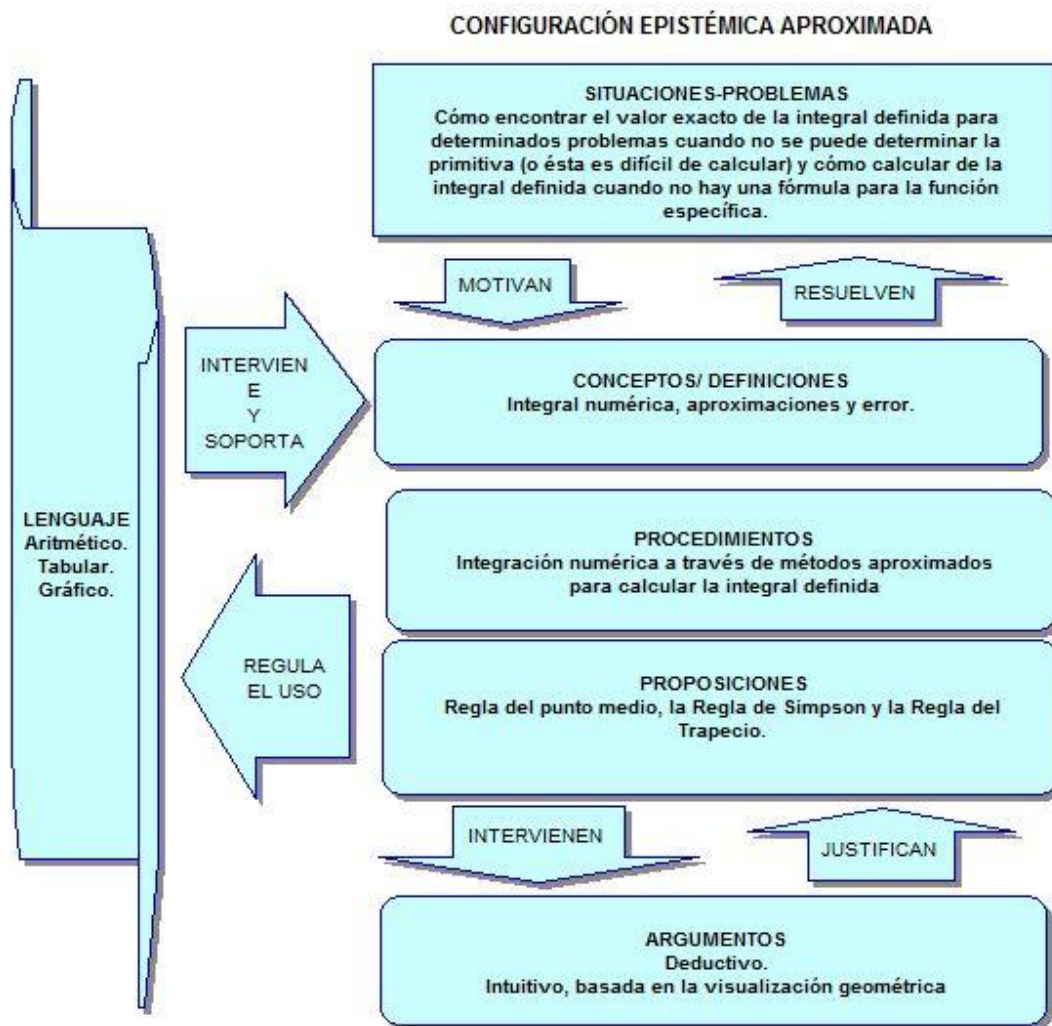 CONFIGURACIÓN EPISTÉMICA APROXIMADA
SITUACIONES-PROBLEMAS
Cómo encontrar el valor exacto de la integral definida para
determinados problemas cuando no se puede determinar la
primitiva (o ésta es difícil de calcular) y cómo calcular de la
integral definida cuando no hay una fórmula para la función
específica.
MOTIVAN
RESUELVEN
INTERVIEN
E
Y
SOPORTA
CONCEPTOS/ DEFINICIONES
Integral numérica, aproximaciones y error.
LENGUAJE
Aritmético.
Tabular.
Gráfico.
PROCEDIMIENTOS
Integración numérica a través de métodos aproximados
para calcular la integral definida
REGULA
EL USO
PROPOSICIONES
Regla del punto medio, la Regla de Simpson y la Regla del
Trapecio.
INTERVIENEN
JUSTIFICAN
ARGUMENTOS
Deductivo.
Intuitivo, basada en la visualización geométrica